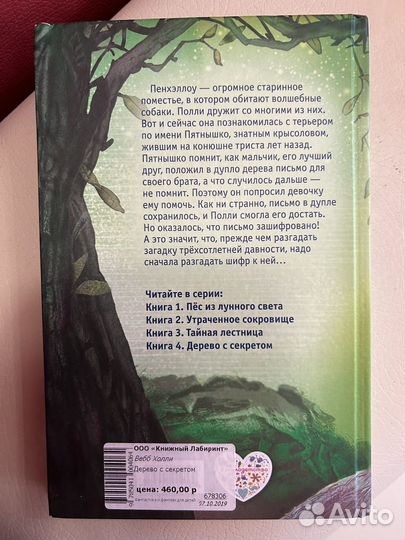 Пенхэллоу — огромное старинное
поместье, в котором обитают волшебные
собаки. Полли дружит со многими из них.
Вот и сейчас она познакомилась с терьером
по имени Пятнышко, знатным крысоловом,
жившим на конюшне триста лет назад.
Пятнышко помнит, как мальчик, его лучший
друг, положил в дупло дерева письмо для
своего брата, а что случилось дальше —
не помнит. Поэтому он попросил девочку
ему помочь. Как ни странно, письмо в дупле
сохранилось, и Полли смогла его достать.
Но оказалось, что письмо зашифровано!
А это значит, что, прежде чем разгадать
загадку трёхсотлетней давности, надо
сначала разгадать шифр к ней...
Читайте в серии:
Книга 1. Пёс из лунного света
Книга 2. Утраченное сокровище
Книга 3. Тайная лестница
Книга 4. Дерево с секретом
ООО «Книжный Лабиринт»
Вебб Холли
Дерево с секретом
цена: 460,00 р
678306
07.10.2019
9 785041 004064
Avito